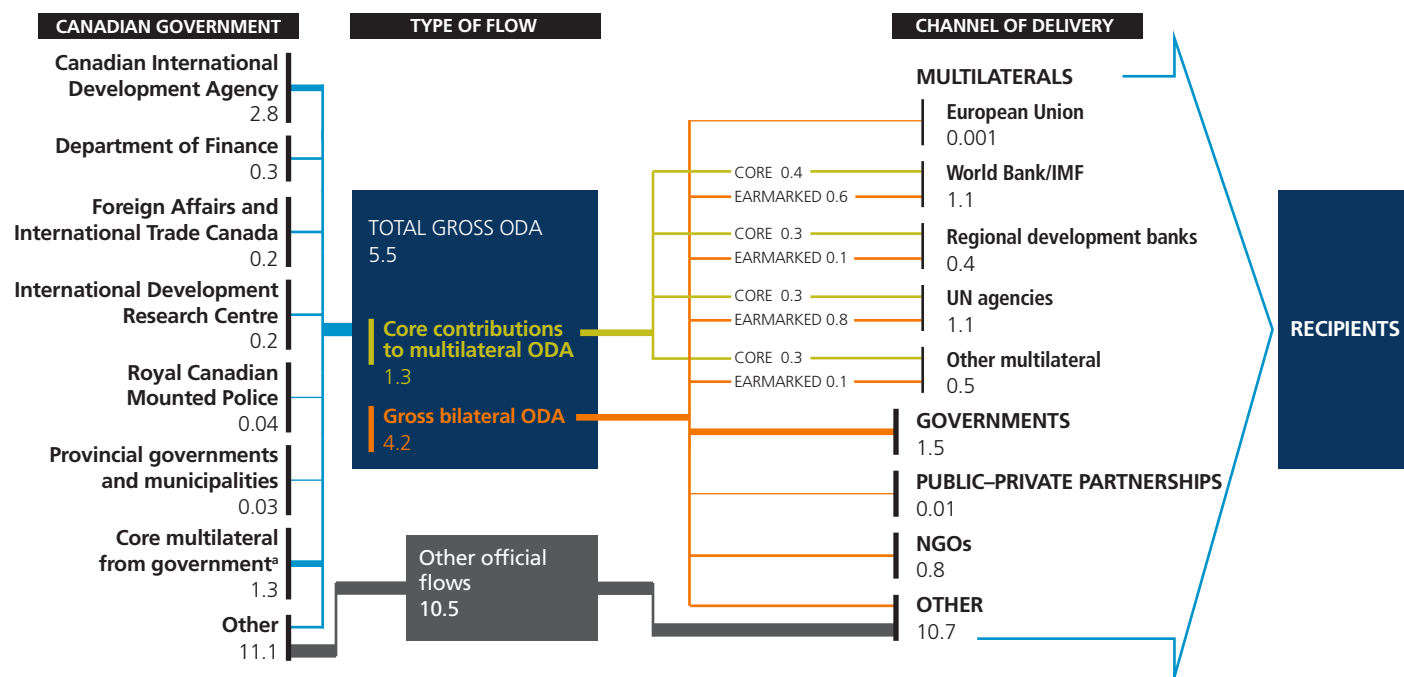 CANADIAN GOVERNMENT
Canadian International
Development Agency
2.8
Department of Finance
0.3
Foreign Affairs and
International Trade Canada
0.2
International Development
Research Centre
0.2
Royal Canadian
Mounted Police
0.04
Provincial governments
and municipalities
0.03
Core multilateral
from governmentᵃ
1.3
Other
11.1
TYPE OF FLOW
TOTAL GROSS ODA
5.5
Core contributions
to multilateral ODA
1.3
Gross bilateral ODA
4.2
Other official
flows
10.5
CORE 0.4
EARMARKED 0.6
CORE 0.3
EARMARKED 0.1
CORE 0.3
EARMARKED 0.8
CORE 0.3
EARMARKED 0.1
CHANNEL OF DELIVERY
MULTILATERALS
European Union
0.001
World Bank/IMF
1.1
Regional development banks
0.4
UN agencies
1.1
Other multilateral
0.5
GOVERNMENTS
1.5
PUBLIC–PRIVATE PARTNERSHIPS
0.01
NGOs
0.8
OTHER
10.7
RECIPIENTS